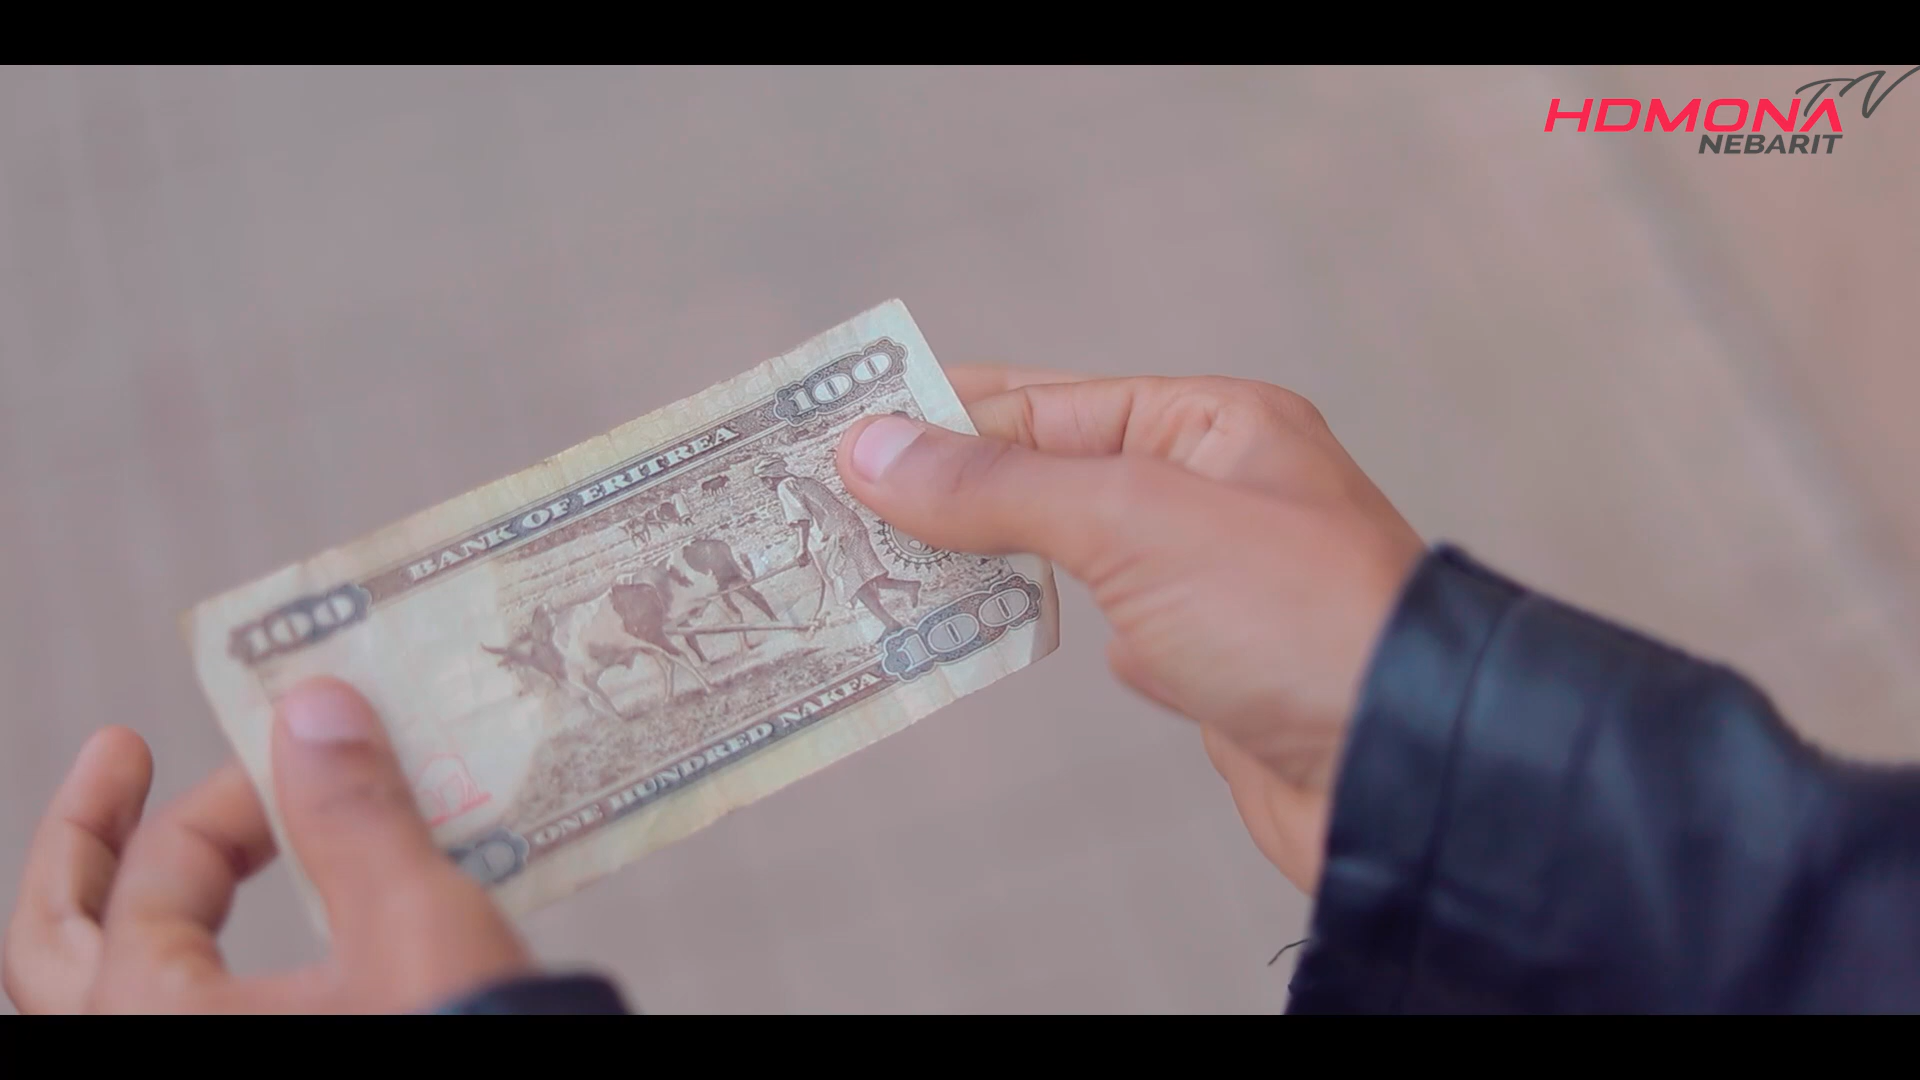 HDMONA TV
NEBARIT
100
BANK OF ERITREA
100
100
ONE HUNDRED NAKFA